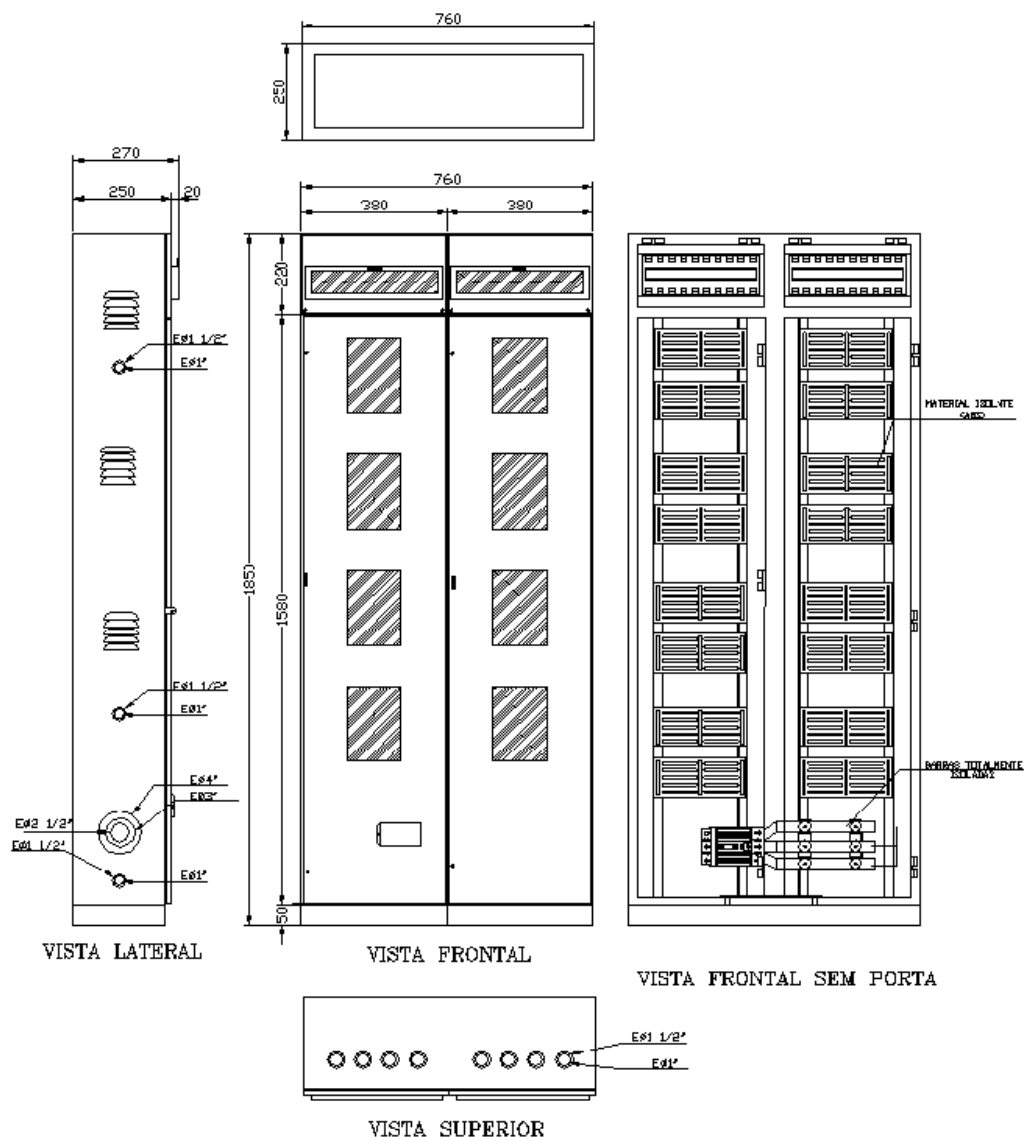 760
250
270
250 20
760
380 380
220
EØ1 1/2"
EØ1"
MATERIAL ISOLNTE
1850
1580
EØ1 1/2"
EØ1"
BARRAS TOTALMENTE
ISOLADAS
EØ4"
EØ3"
EØ2 1/2"
EØ1 1/2"
EØ1"
50
VISTA LATERAL
VISTA FRONTAL
VISTA FRONTAL SEM PORTA
EØ1 1/2"
EØ1"
VISTA SUPERIOR